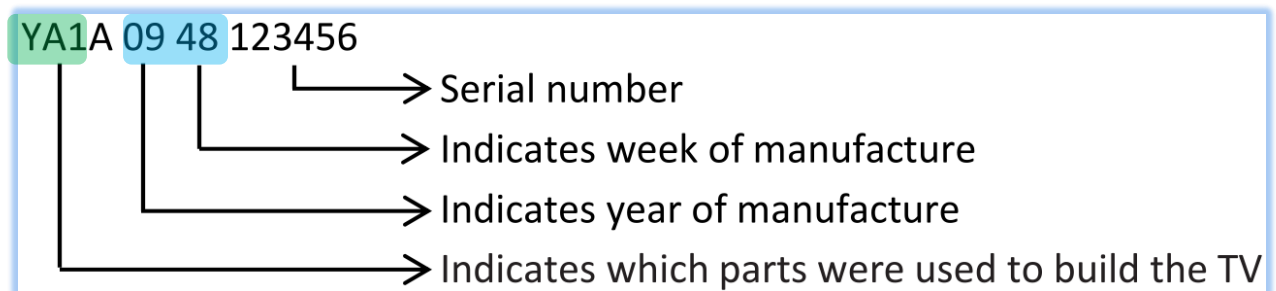 YA1A 09 48 123456
Serial number
Indicates week of manufacture
Indicates year of manufacture
Indicates which parts were used to build the TV